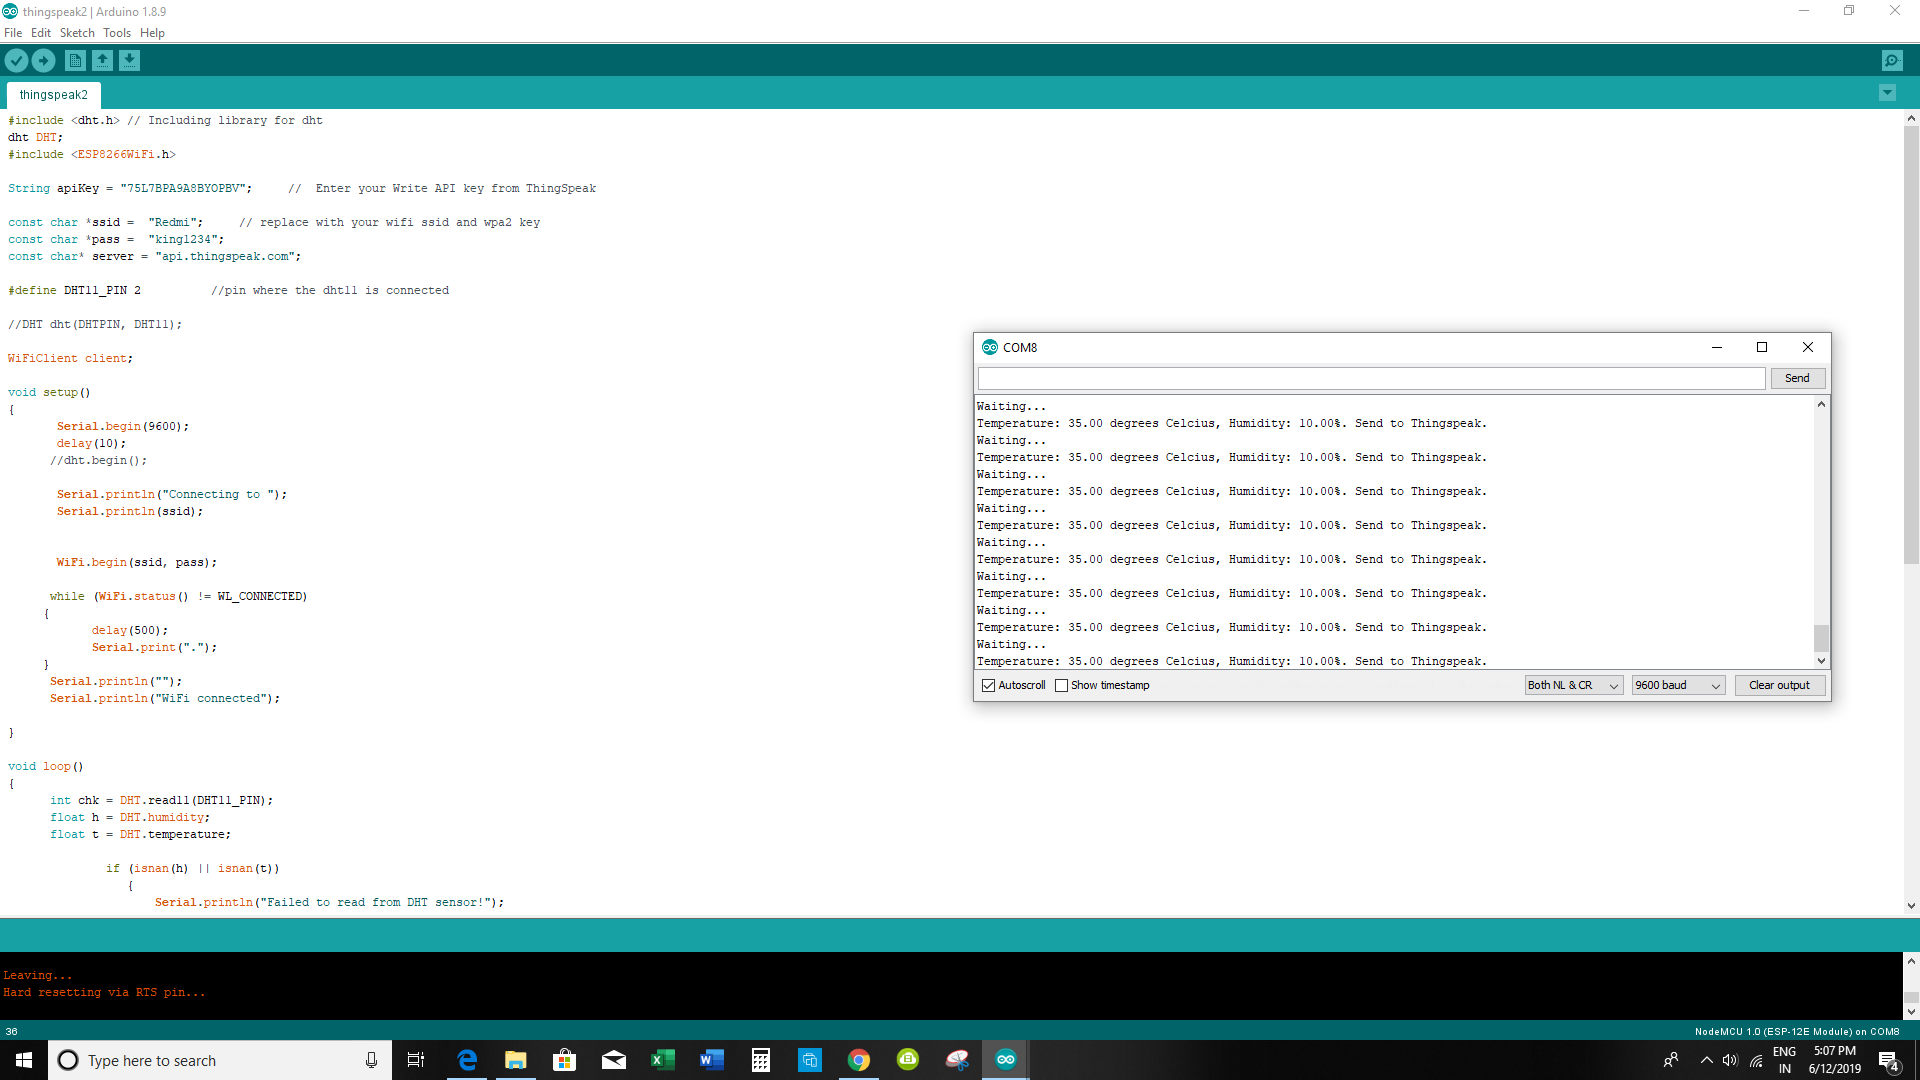 thingspeak2 | Arduino 1.8.9
File Edit Sketch Tools Help
thingspeak2
#include <dht.h> // Including library for dht
dht DHT;
#include <ESP8266WiFi.h>
String apiKey = "75L7BPA9A8BYOPBV"; // Enter your Write API key from ThingSpeak
const char *ssid = "Redmi"; // replace with your wifi ssid and wpa2 key
const char *pass = "king1234";
const char* server = "api.thingspeak.com";
#define DHT11_PIN 2 //pin where the dht11 is connected
//DHT dht(DHTPIN, DHT11);
WiFiClient client;
void setup()
{
Serial.begin(9600);
delay(10);
//dht.begin();
Serial.println("Connecting to ");
Serial.println(ssid);
WiFi.begin(ssid, pass);
while (WiFi.status() != WL_CONNECTED)
{
delay(500);
Serial.print(".");
}
Serial.println("");
Serial.println("WiFi connected");
}
void loop()
{
int chk = DHT.read11(DHT11_PIN);
float h = DHT.humidity;
float t = DHT.temperature;
if (isnan(h) || isnan(t))
{
Serial.println("Failed to read from DHT sensor!");
COM8
Send
Waiting...
Temperature: 35.00 degrees Celcius, Humidity: 10.00%. Send to Thingspeak.
Waiting...
Temperature: 35.00 degrees Celcius, Humidity: 10.00%. Send to Thingspeak.
Waiting...
Temperature: 35.00 degrees Celcius, Humidity: 10.00%. Send to Thingspeak.
Waiting...
Temperature: 35.00 degrees Celcius, Humidity: 10.00%. Send to Thingspeak.
Waiting...
Temperature: 35.00 degrees Celcius, Humidity: 10.00%. Send to Thingspeak.
Waiting...
Temperature: 35.00 degrees Celcius, Humidity: 10.00%. Send to Thingspeak.
Waiting...
Temperature: 35.00 degrees Celcius, Humidity: 10.00%. Send to Thingspeak.
Waiting...
Temperature: 35.00 degrees Celcius, Humidity: 10.00%. Send to Thingspeak.
Autoscroll Show timestamp Both NL & CR 9600 baud Clear output
Leaving...
Hard resetting via RTS pin...
36 NodeMCU 1.0 (ESP-12E Module) on COM8
Type here to search
ENG
IN
5:07 PM
6/12/2019
4